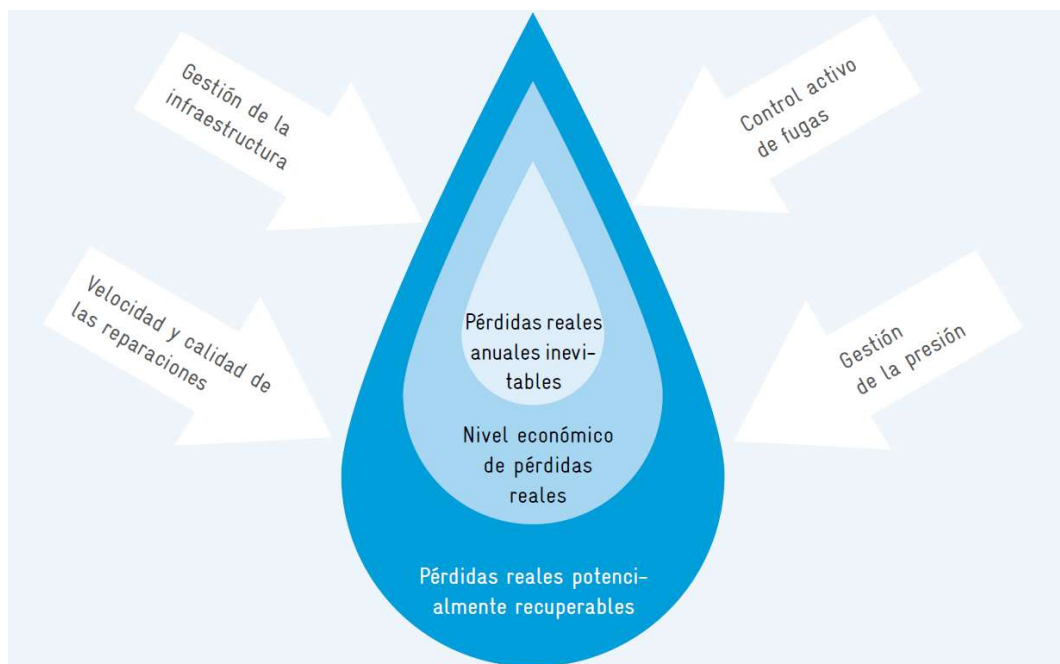 Gestión de la
infraestructura
Control activo
de fugas
Velocidad y calidad de
las reparaciones
Gestión
de la presión
Pérdidas reales
anuales inevi-
tables
Nivel económico
de pérdidas
reales
Pérdidas reales potenci-
almente recuperables